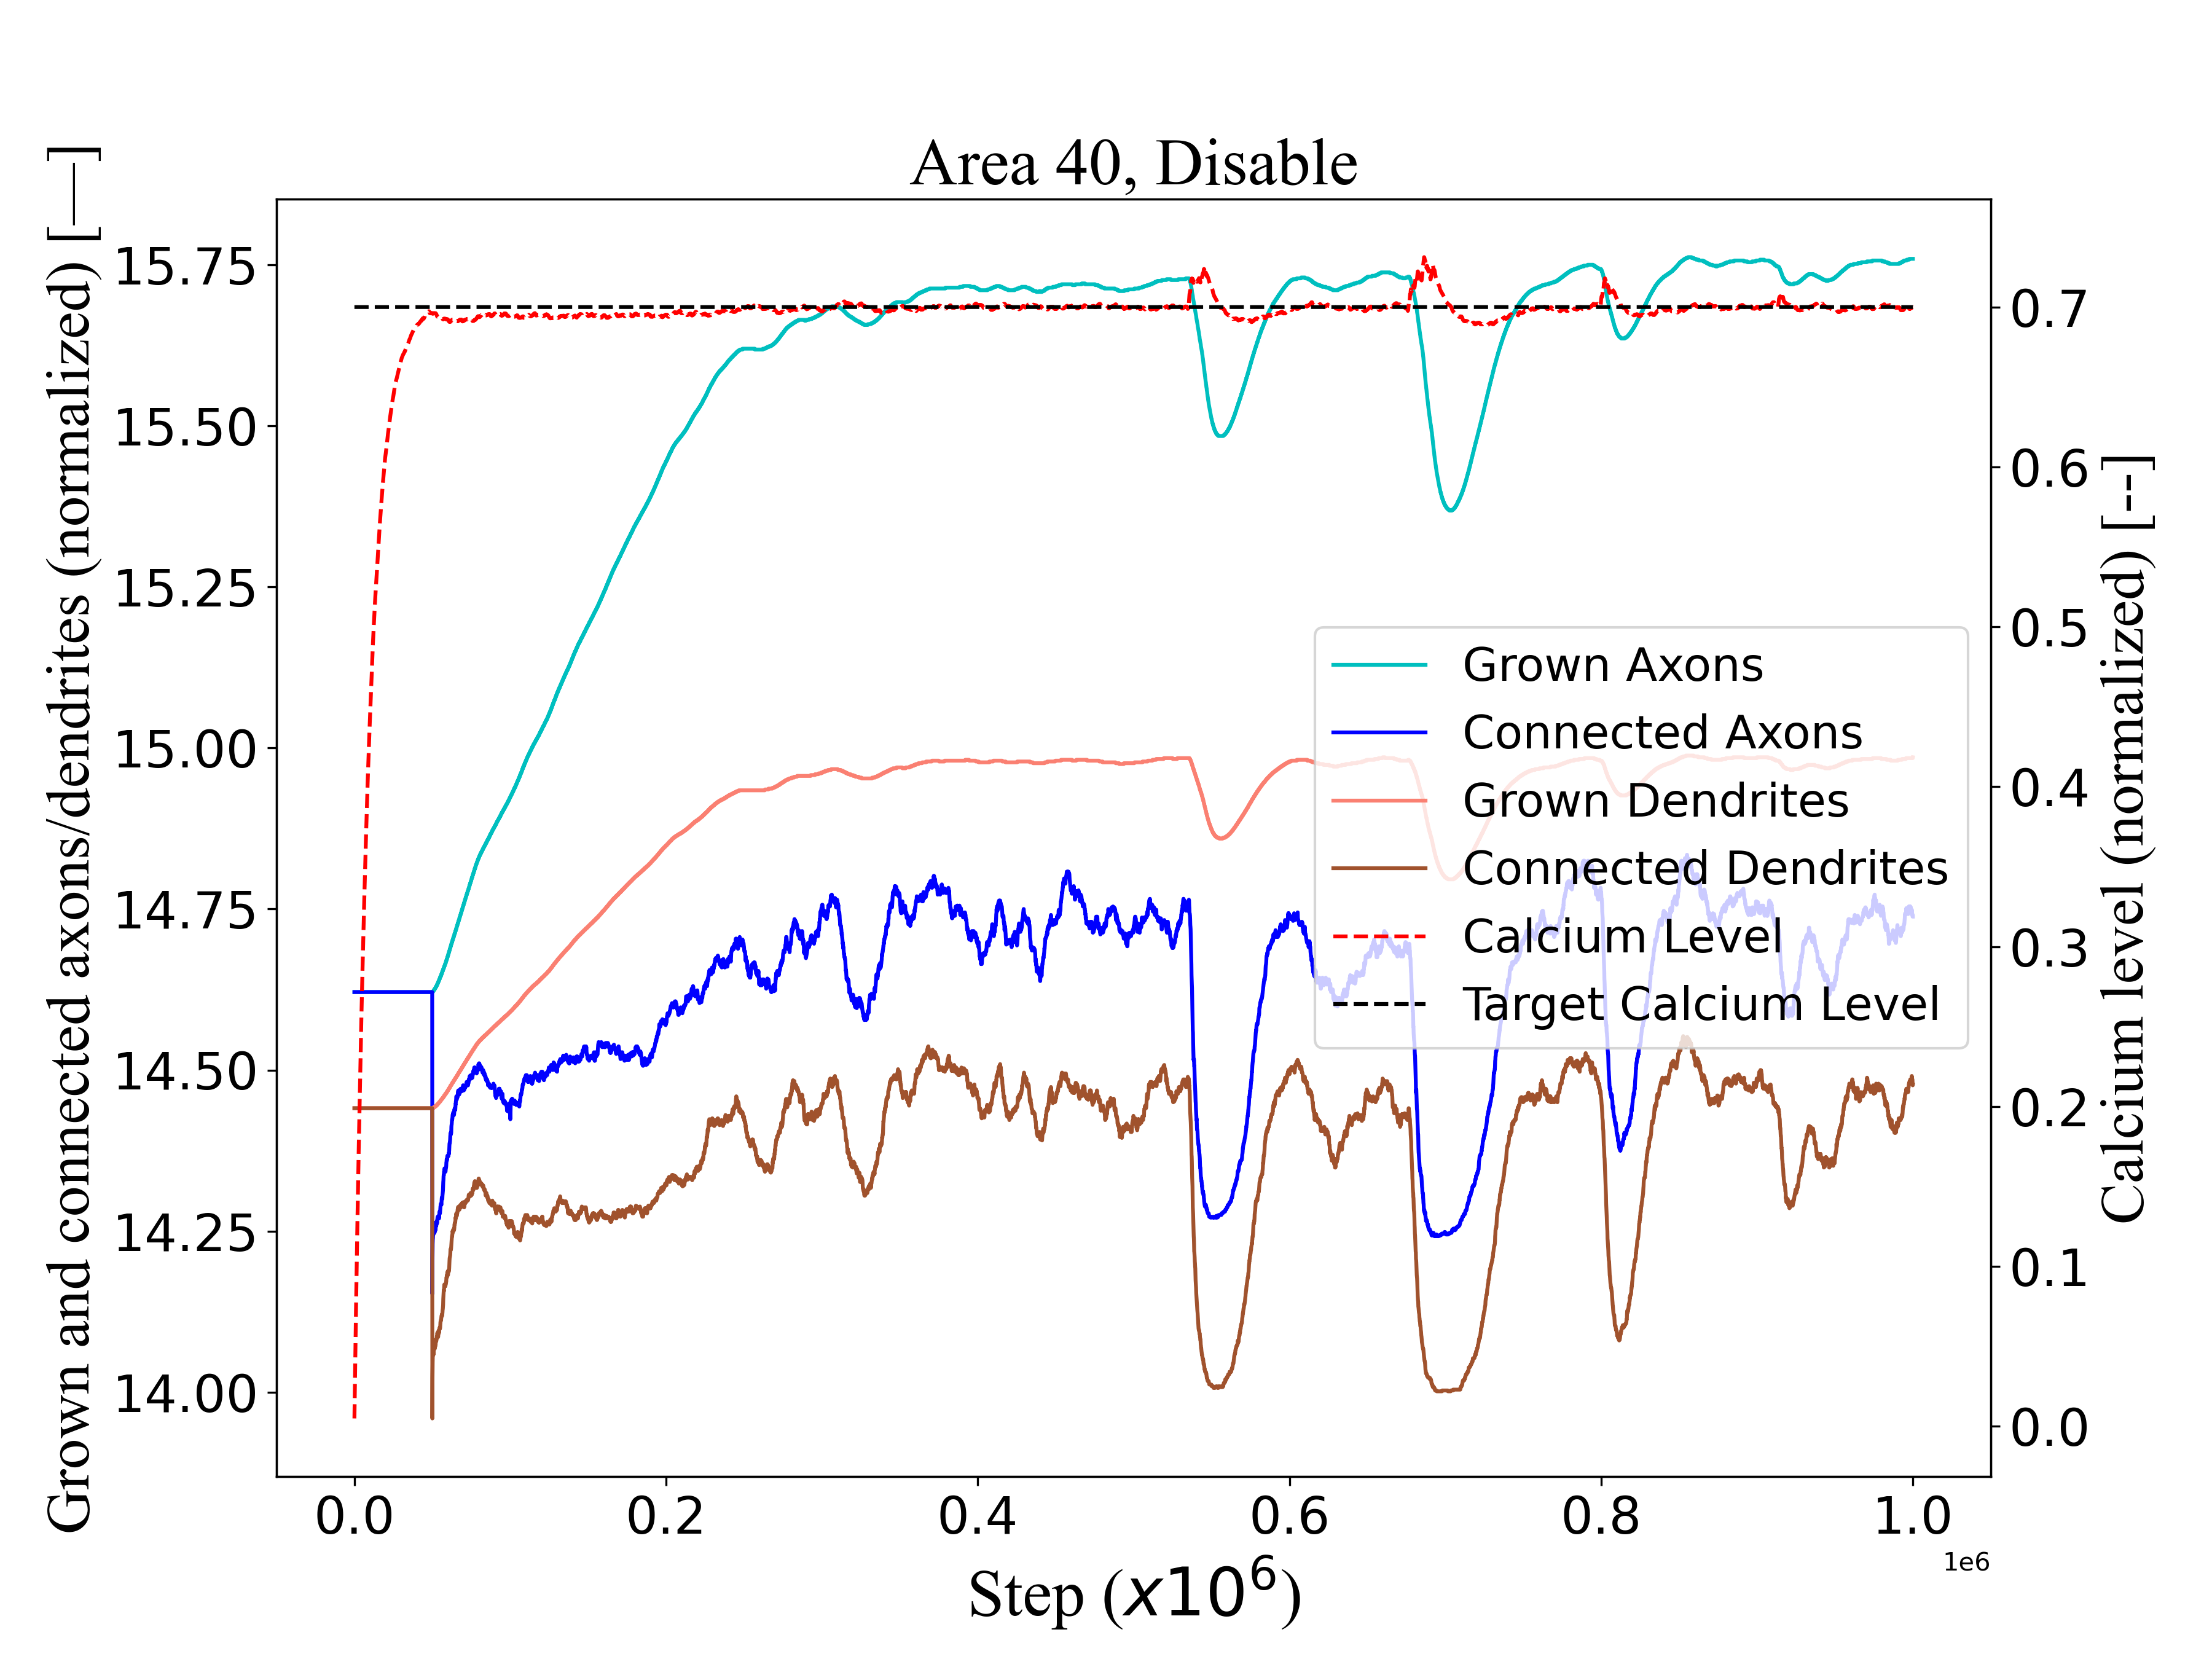 Area 40, Disable
Grown and connected axons/dendrites (normalized) [—]
15.75
15.50
15.25
15.00
14.75
14.50
14.25
14.00
Grown Axons
Connected Axons
Grown Dendrites
Connected Dendrites
Calcium Level
Target Calcium Level
0.7
0.6
0.5
0.4
0.3
0.2
0.1
0.0
Calcium level (normalized) [--]
0.0 0.2 0.4 0.6 0.8 1.0
1e6
Step (x10⁶)